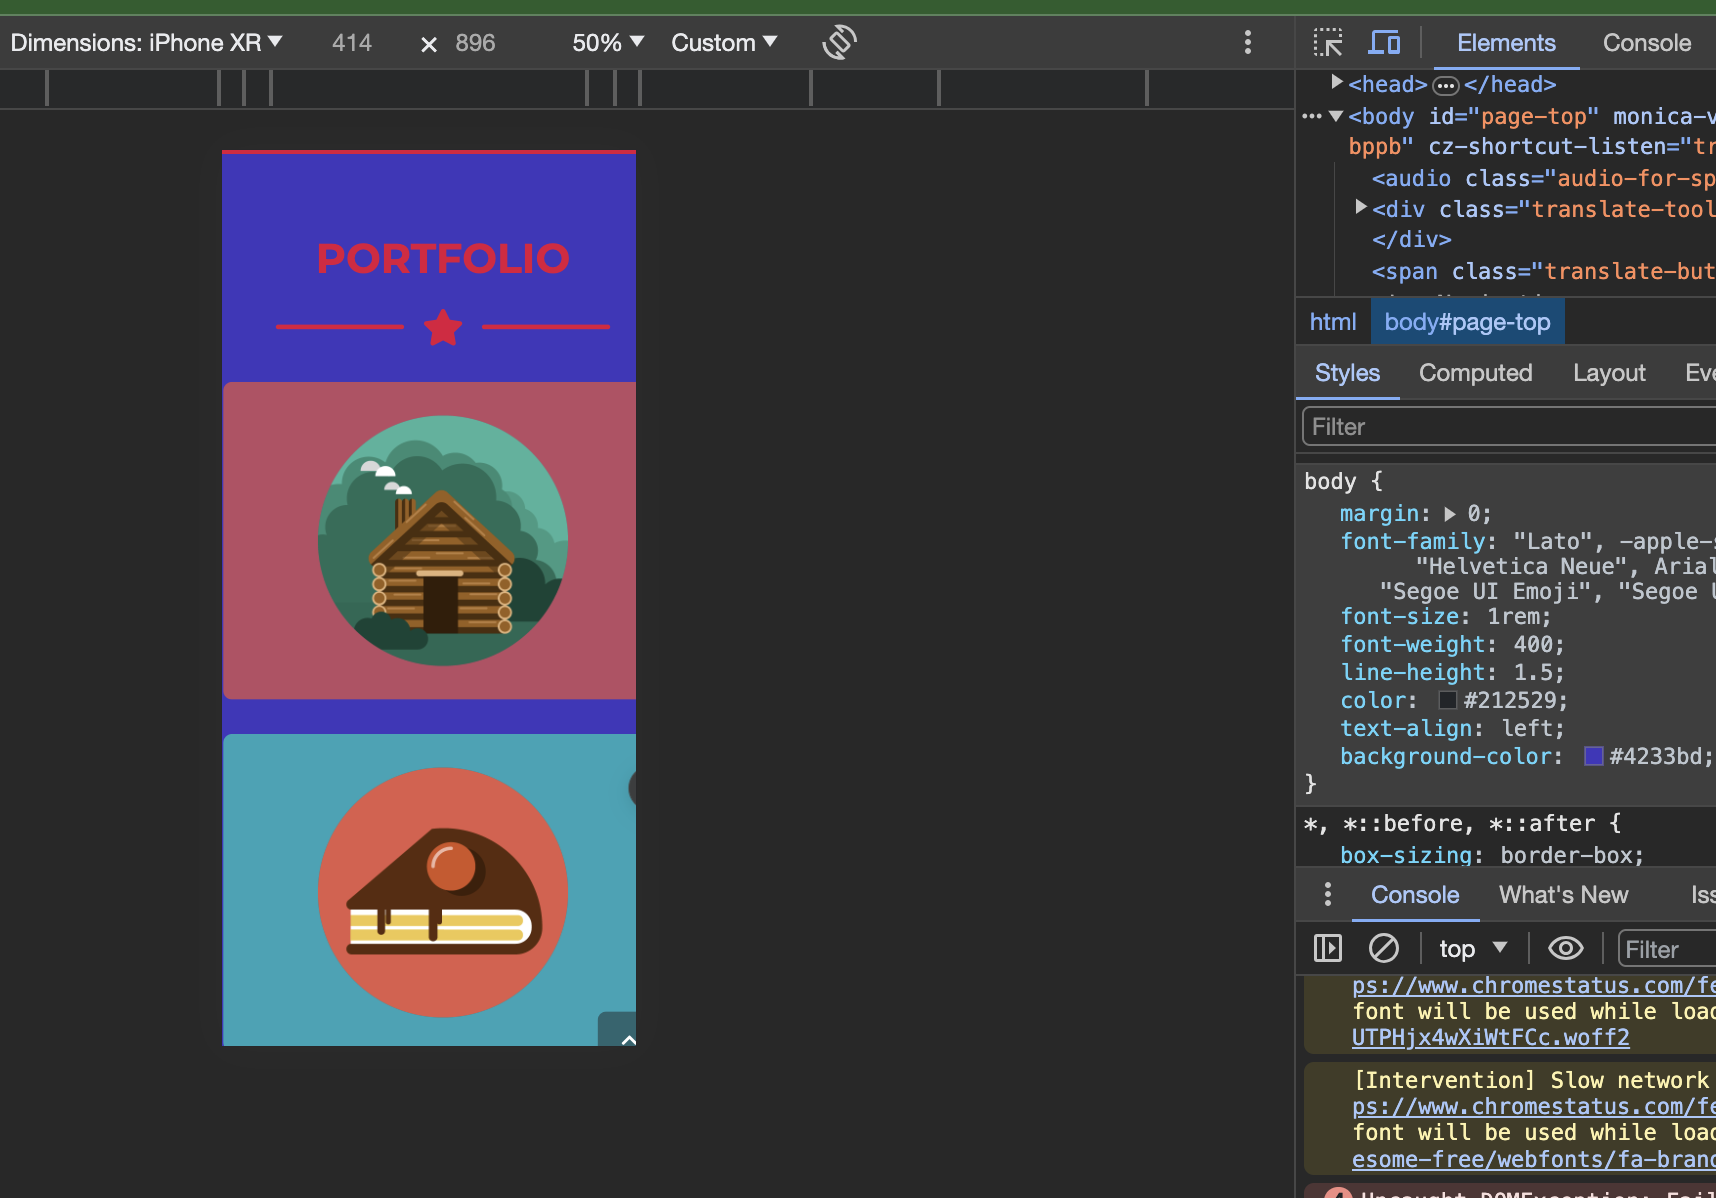 Dimensions: iPhone XR 414 × 896 50% Custom
Elements Console
<head> ••• </head>
••• <body id="page-top" monica-v
bppb" cz-shortcut-listen="tr
<audio class="audio-for-sp
<div class="translate-tool
</div>
<span class="translate-but
html body#page-top
Styles Computed Layout Eve
Filter
body {
margin: 0;
font-family: "Lato", -apple-s
"Helvetica Neue", Arial
"Segoe UI Emoji", "Segoe U
font-size: 1rem;
font-weight: 400;
line-height: 1.5;
color: #212529;
text-align: left;
background-color: #4233bd;
}
*, *::before, *::after {
box-sizing: border-box;
Console What's New Iss
top Filter
ps://www.chromestatus.com/fe
font will be used while load
UTPHjx4wXiWtFCc.woff2
[Intervention] Slow network
ps://www.chromestatus.com/fe
font will be used while load
esome-free/webfonts/fa-brand
Uncaught DOMException: Fail
PORTFOLIO